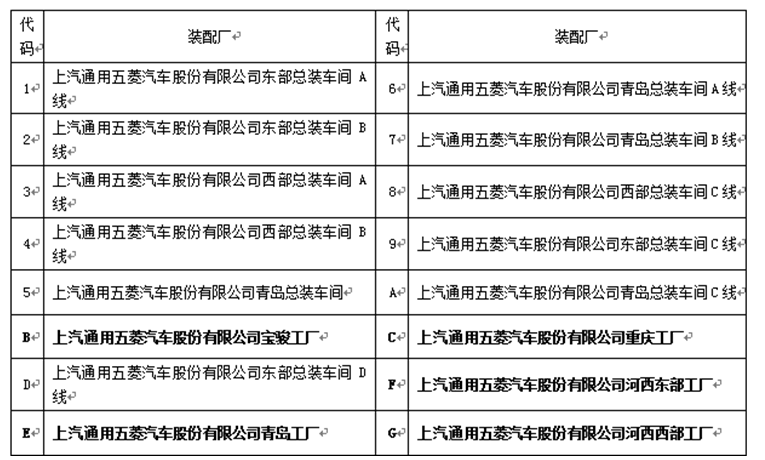 代
码
装配厂
代
码
装配厂
1
上汽通用五菱汽车股份有限公司东部总装车间 A
线
6
上汽通用五菱汽车股份有限公司青岛总装车间 A 线
2
上汽通用五菱汽车股份有限公司东部总装车间 B
线
7
上汽通用五菱汽车股份有限公司青岛总装车间 B 线
3
上汽通用五菱汽车股份有限公司西部总装车间 A
线
8
上汽通用五菱汽车股份有限公司西部总装车间 C 线
4
上汽通用五菱汽车股份有限公司西部总装车间 B
线
9
上汽通用五菱汽车股份有限公司东部总装车间 C 线
5
上汽通用五菱汽车股份有限公司青岛总装车间
A
上汽通用五菱汽车股份有限公司青岛总装车间 C 线
B
上汽通用五菱汽车股份有限公司宝骏工厂
C
上汽通用五菱汽车股份有限公司重庆工厂
D
上汽通用五菱汽车股份有限公司东部总装车间 D
线
F
上汽通用五菱汽车股份有限公司河西东部工厂
E
上汽通用五菱汽车股份有限公司青岛工厂
G
上汽通用五菱汽车股份有限公司河西西部工厂